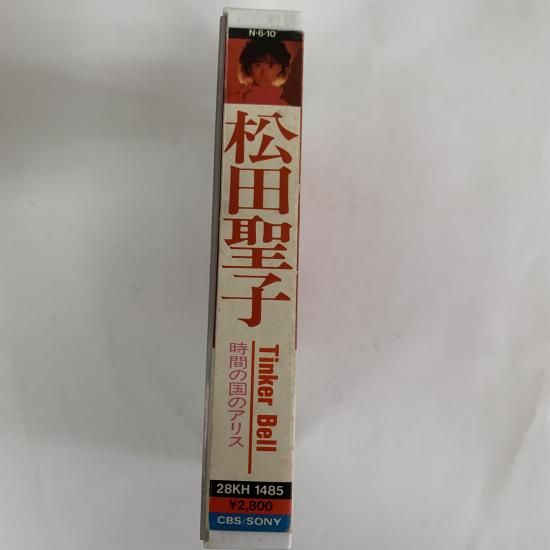 N·6·10
松田聖子
Tinker Bell
時間の国のアリス
28KH 1485
¥2,800
CBS/SONY